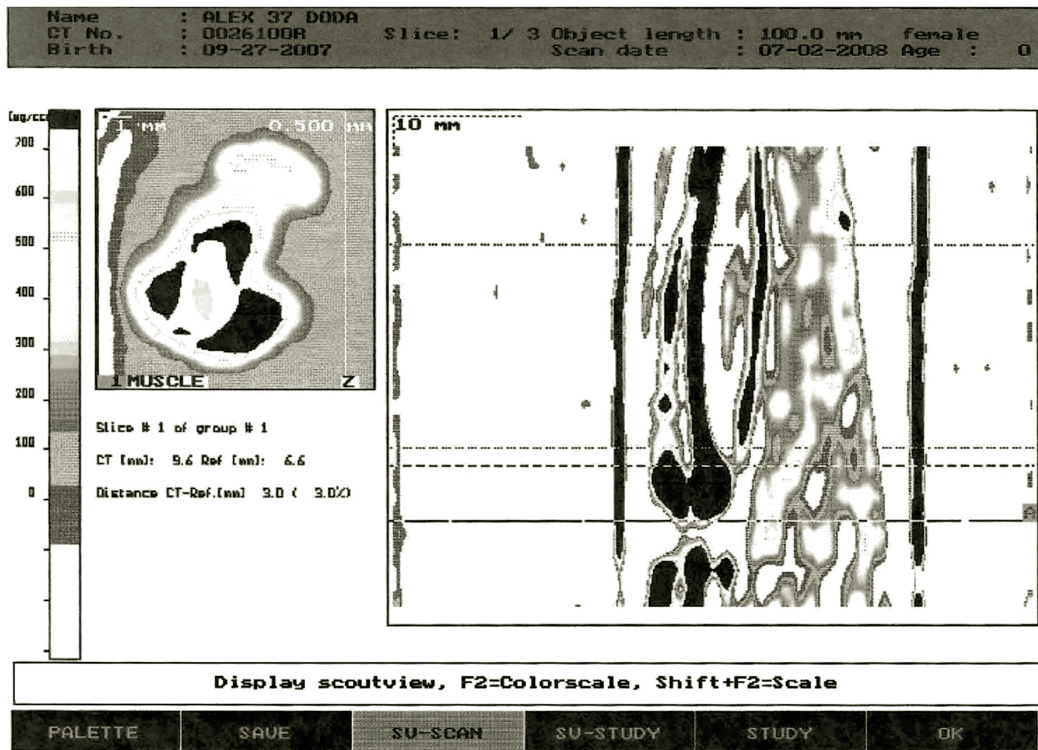 Name : ALEX 37 DODA
CT No. : 0026100R Slice: 1/ 3 Object length : 100.0 mm female
Birth : 09-27-2007 Scan date : 07-02-2008 Age : 0
700
600
500
400
300
200
100
0
1 mm 0.500 mm
1 MUSCLE Z
10 mm
A
Slice # 1 of group # 1
CT [mm]: 9.6 Ref [mm]: 6.6
Distance CT-Ref.[mm] 3.0 ( 3.0%)
Display scoutview, F2=Colorscale, Shift+F2=Scale
PALETTE SAVE SV-SCAN SV-STUDY STUDY OK